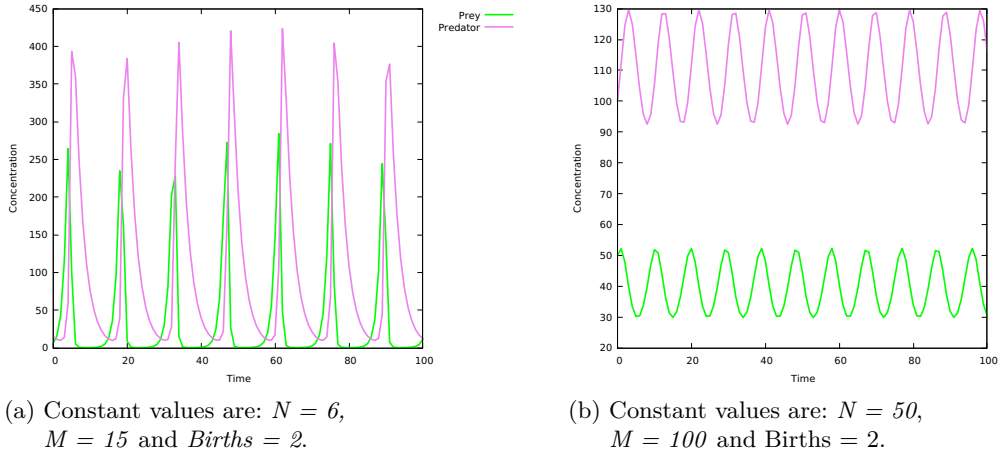 Prey
Predator
450
400
350
300
250
200
150
100
50
0
Concentration
0 20 40 60 80 100
Time
130
120
110
100
90
80
70
60
50
40
30
20
Concentration
0 20 40 60 80 100
Time
(a) Constant values are: N = 6,
M = 15 and Births = 2.
(b) Constant values are: N = 50,
M = 100 and Births = 2.